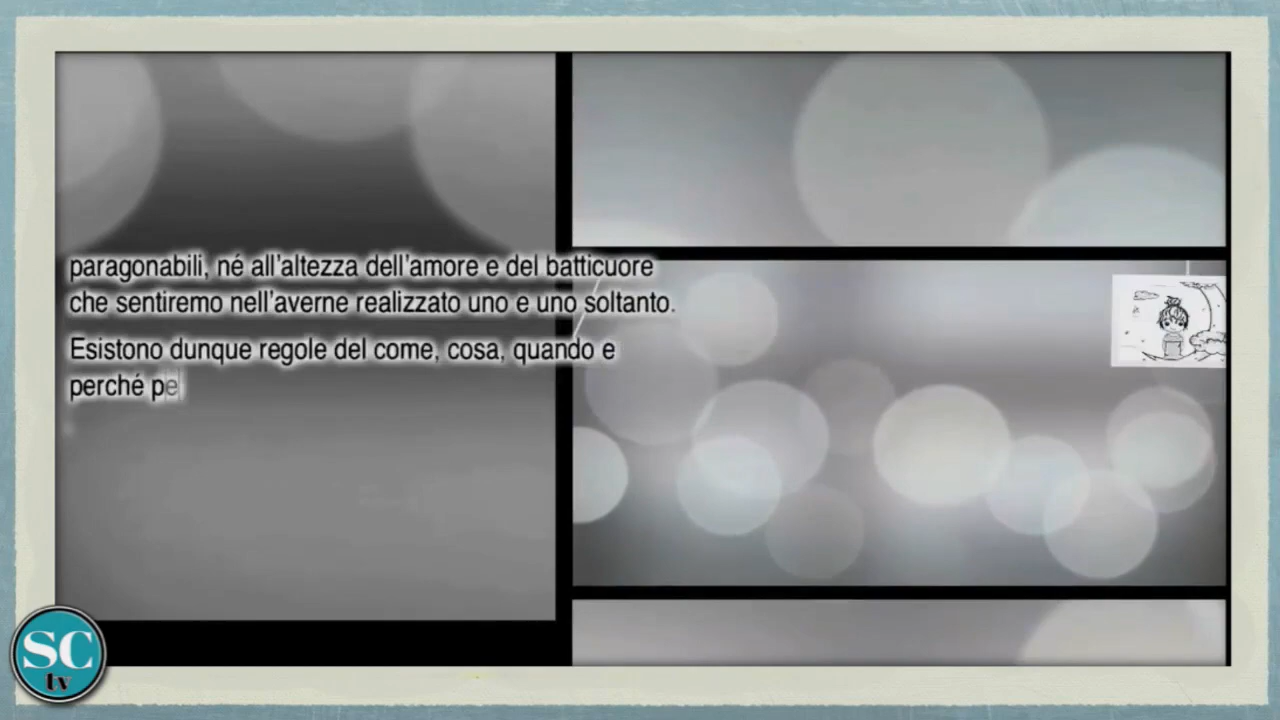 paragonabili, né all'altezza dell'amore e del batticuore
che sentiremo nell'averne realizzato uno e uno soltanto.
Esistono dunque regole del come, cosa, quando e
perché pe
SC
tv